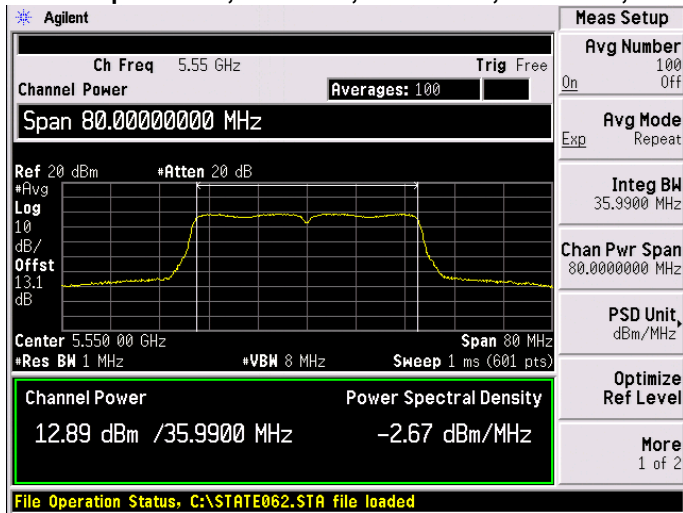 Agilent
Meas Setup
Ch Freq 5.55 GHz Trig Free
Channel Power Averages: 100
Span 80.00000000 MHz
Ref 20 dBm #Atten 20 dB
#Avg
Log
10
dB/
Offst
13.1
dB
Center 5.550 00 GHz Span 80 MHz
#Res BW 1 MHz #VBW 8 MHz Sweep 1 ms (601 pts)
Channel Power Power Spectral Density
12.89 dBm /35.9900 MHz -2.67 dBm/MHz
File Operation Status, C:\STATE062.STA file loaded
Avg Number
100
On Off
Avg Mode
Exp Repeat
Integ BW
35.9900 MHz
Chan Pwr Span
80.0000000 MHz
PSD Unit
dBm/MHz
Optimize
Ref Level
More
1 of 2